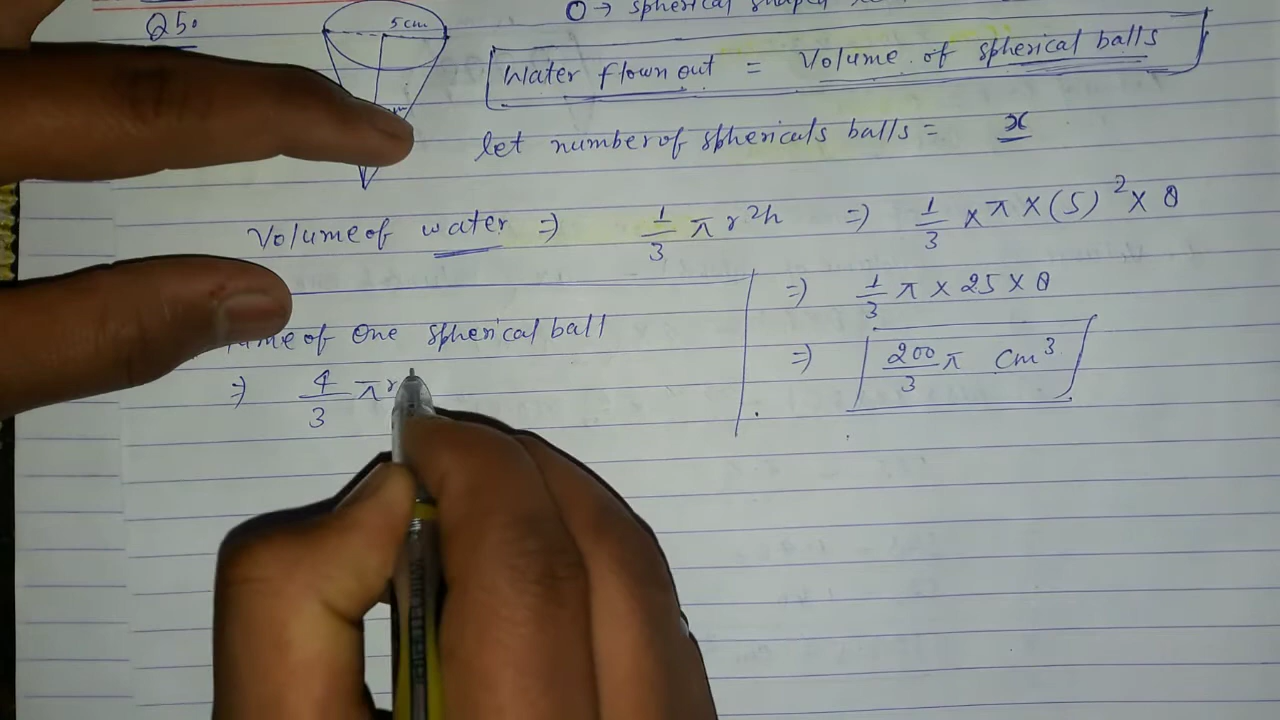 Q5.
5cm
O → spherical shaped
Water flown out = Volume of spherical balls
let number of sphericals balls = x
Volume of water ⇒ 1/3 π r²h ⇒ 1/3 × π × (5)² × 8
⇒ 1/3 π × 25 × 8
of One spherical ball
⇒ 200/3 π cm³
⇒ 4/3 π r